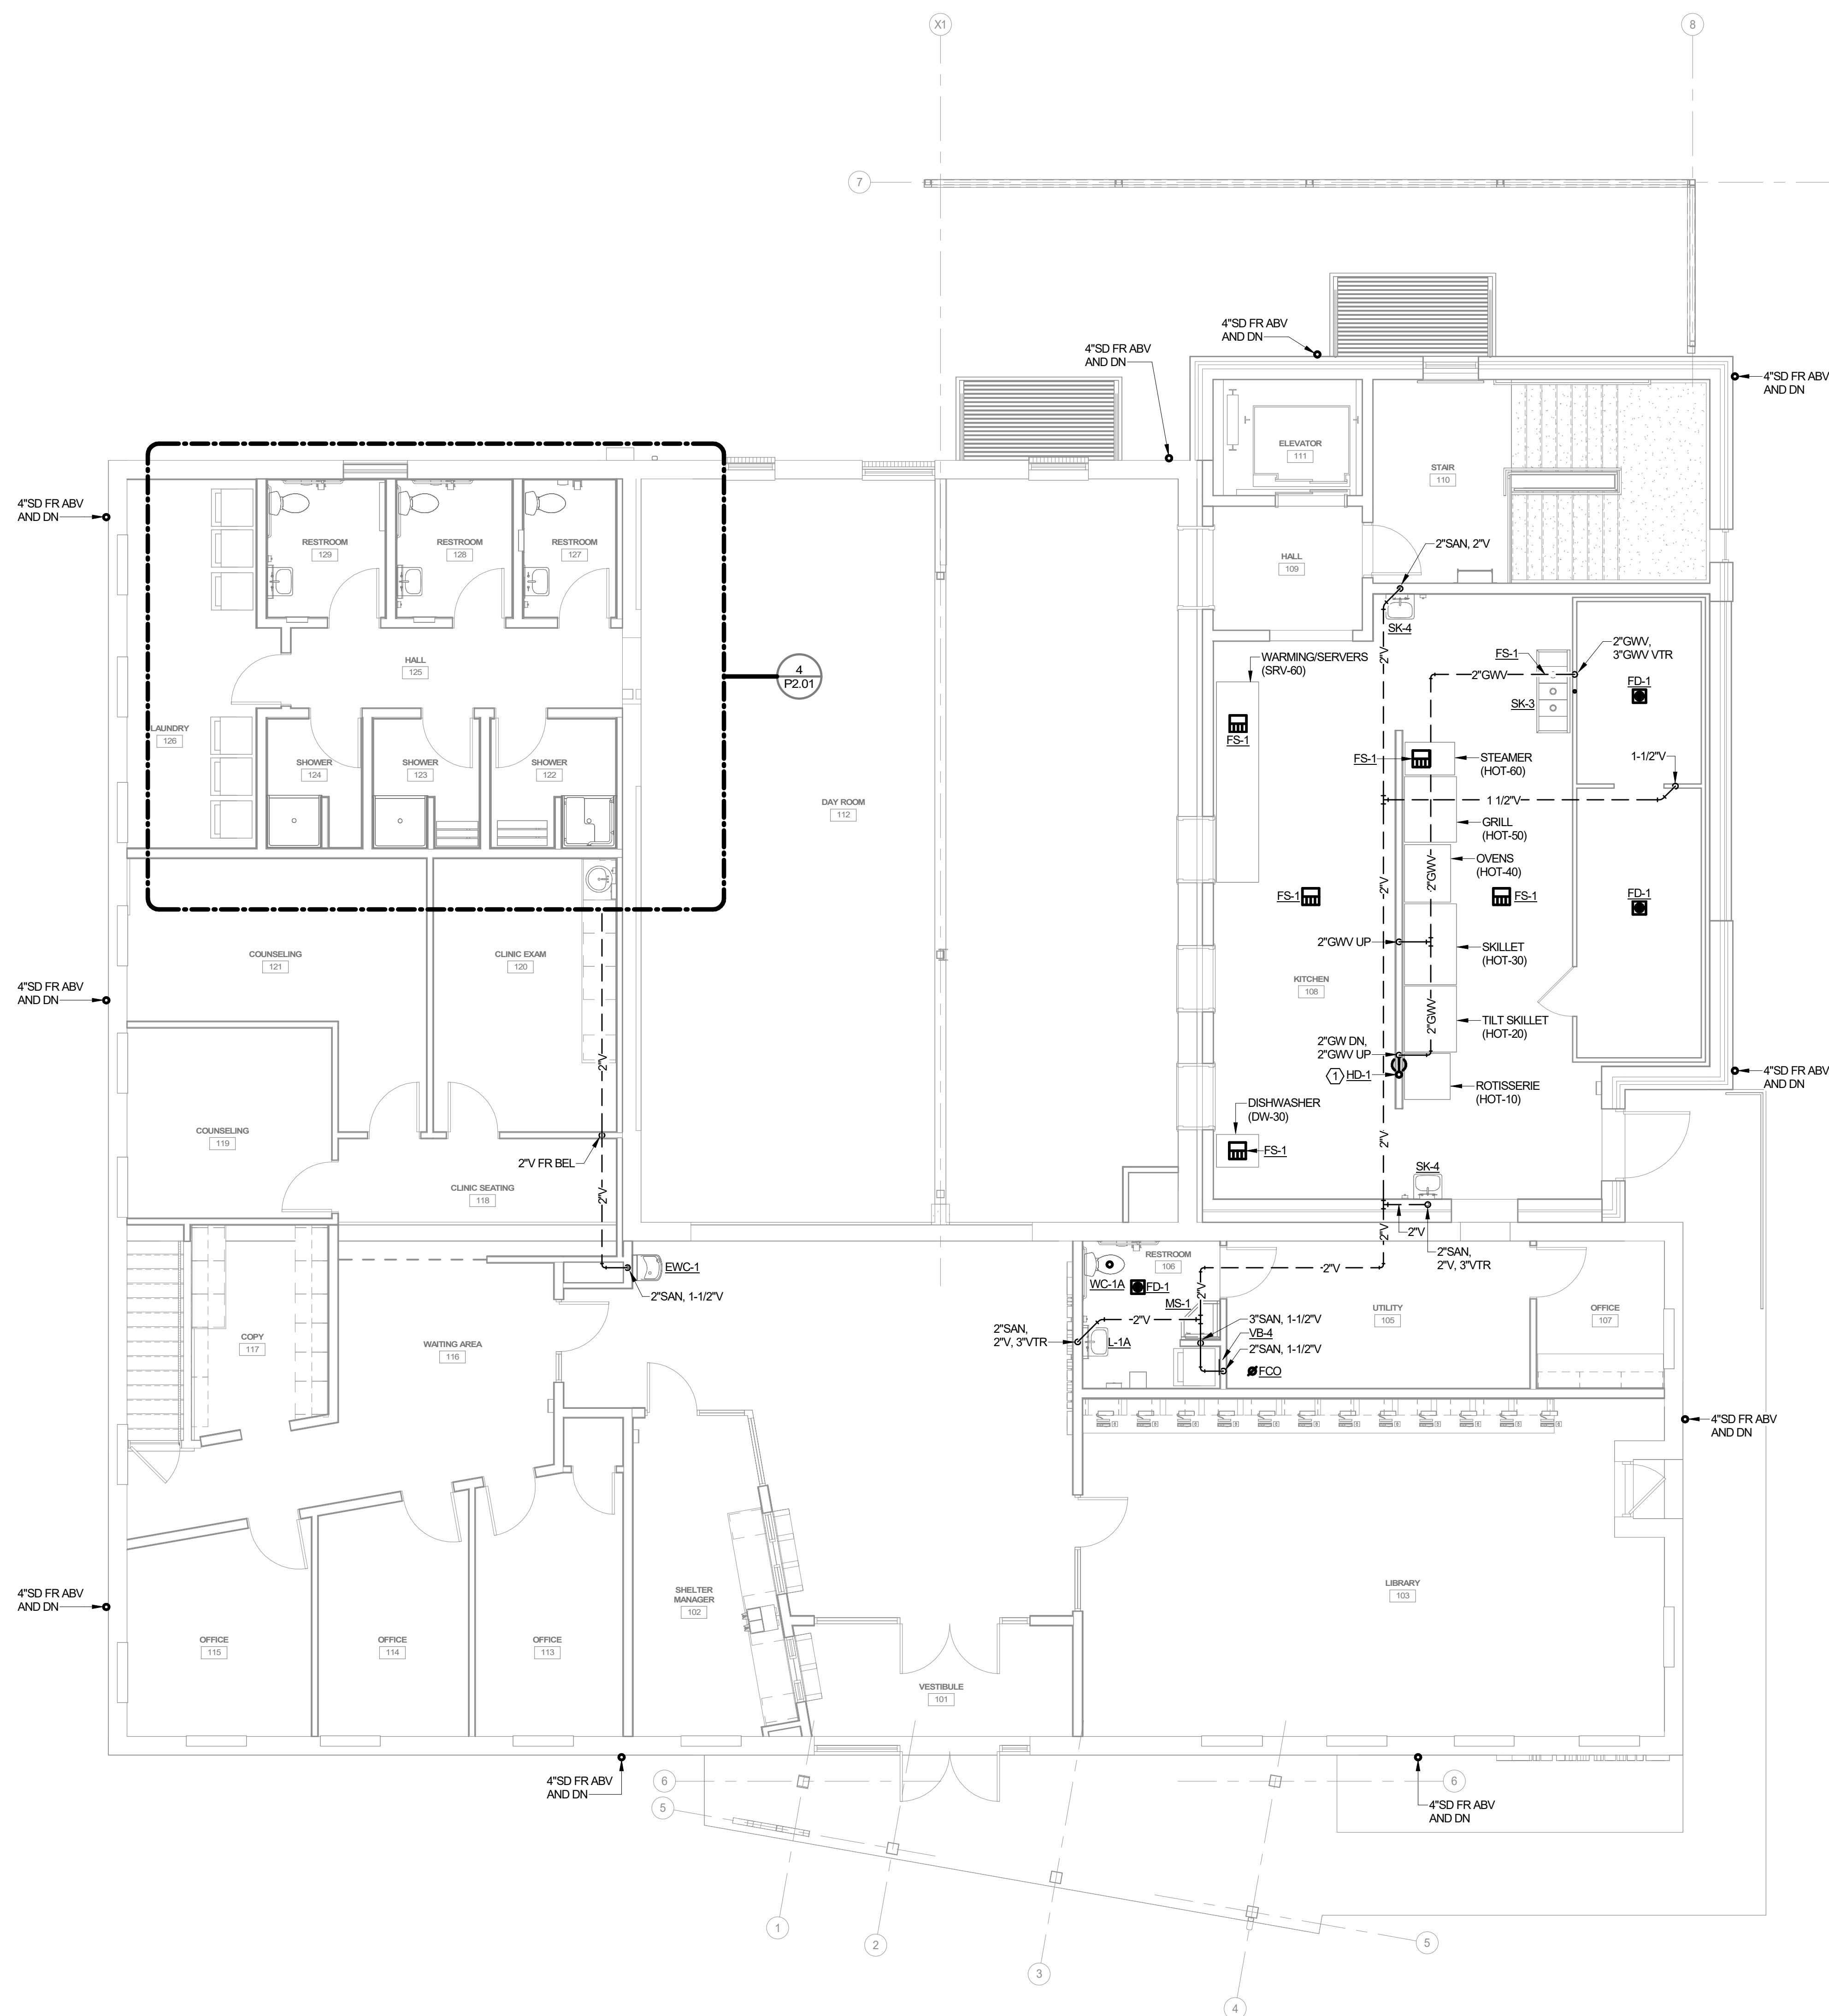 X1
8
7
4"SD FR ABV
AND DN
4"SD FR ABV
AND DN
4"SD FR ABV
AND DN
4"SD FR ABV
AND DN
ELEVATOR
111
STAIR
110
RESTROOM
129
RESTROOM
128
RESTROOM
127
HALL
109
2"SAN, 2"V
SK-4
HALL
125
4
P2.01
WARMING/SERVERS
(SRV-60)
FS-1
2"V
2"GWV
FS-1
SK-3
2"GWV,
3"GWV VTR
FD-1
LAUNDRY
126
SHOWER
124
SHOWER
123
SHOWER
122
DAY ROOM
112
FS-1
STEAMER
(HOT-60)
1-1/2"V
1 1/2"V
GRILL
(HOT-50)
OVENS
(HOT-40)
2"V
2"GWV
FS-1
FS-1
FD-1
COUNSELING
121
CLINIC EXAM
120
2"GWV UP
SKILLET
(HOT-30)
4"SD FR ABV
AND DN
KITCHEN
108
2"GWV
TILT SKILLET
(HOT-20)
2"V
2"GW DN,
2"GWV UP
1
HD-1
ROTISSERIE
(HOT-10)
4"SD FR ABV
AND DN
COUNSELING
119
DISHWASHER
(DW-30)
FS-1
2"V
2"V FR BEL
SK-4
CLINIC SEATING
118
2"V
2"V
2"V
2"SAN,
2"V, 3"VTR
EWC-1
2"SAN, 1-1/2"V
RESTROOM
106
WC-1A
FD-1
2"V
2"V
MS-1
UTILITY
105
OFFICE
107
COPY
117
WAITING AREA
116
2"SAN,
2"V, 3"VTR
2"V
L-1A
3"SAN, 1-1/2"V
VB-4
2"SAN, 1-1/2"V
FCO
4"SD FR ABV
AND DN
4"SD FR ABV
AND DN
SHELTER
MANAGER
102
LIBRARY
103
OFFICE
115
OFFICE
114
OFFICE
113
VESTIBULE
101
4"SD FR ABV
AND DN
6
6
5
4"SD FR ABV
AND DN
1
2
3
4
5